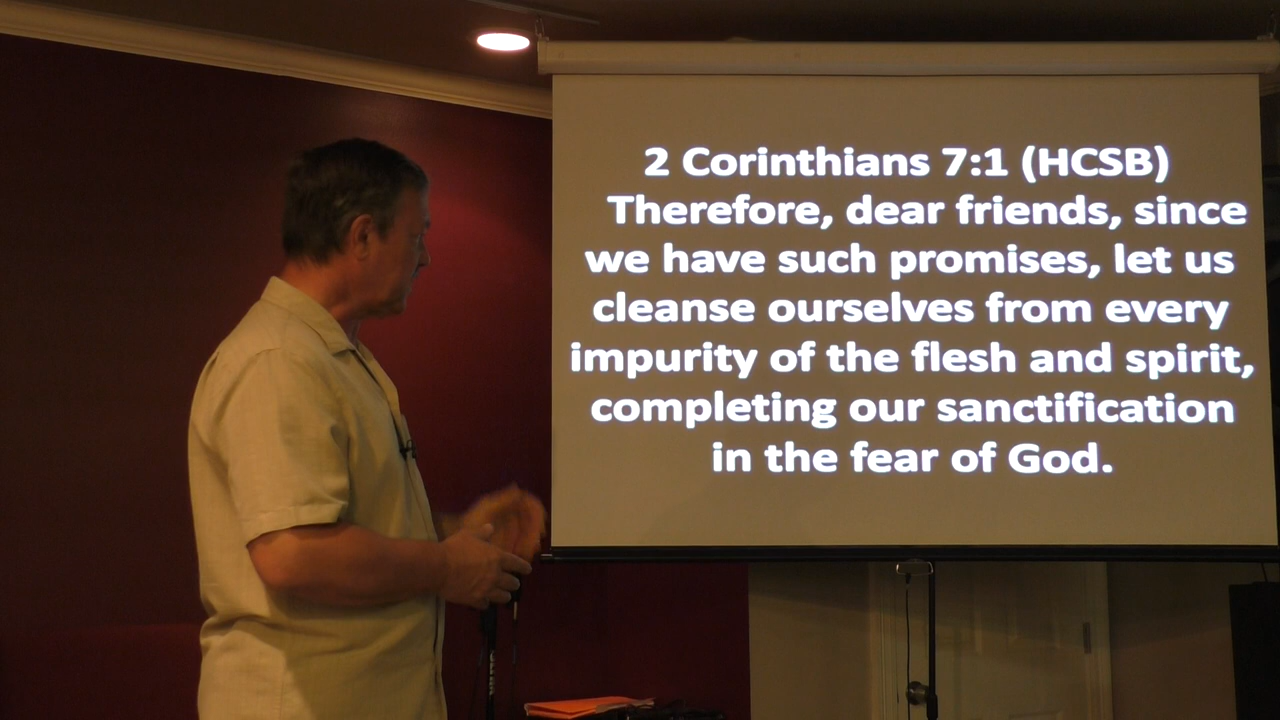 2 Corinthians 7:1 (HCSB)
Therefore, dear friends, since
we have such promises, let us
cleanse ourselves from every
impurity of the flesh and spirit,
completing our sanctification
in the fear of God.